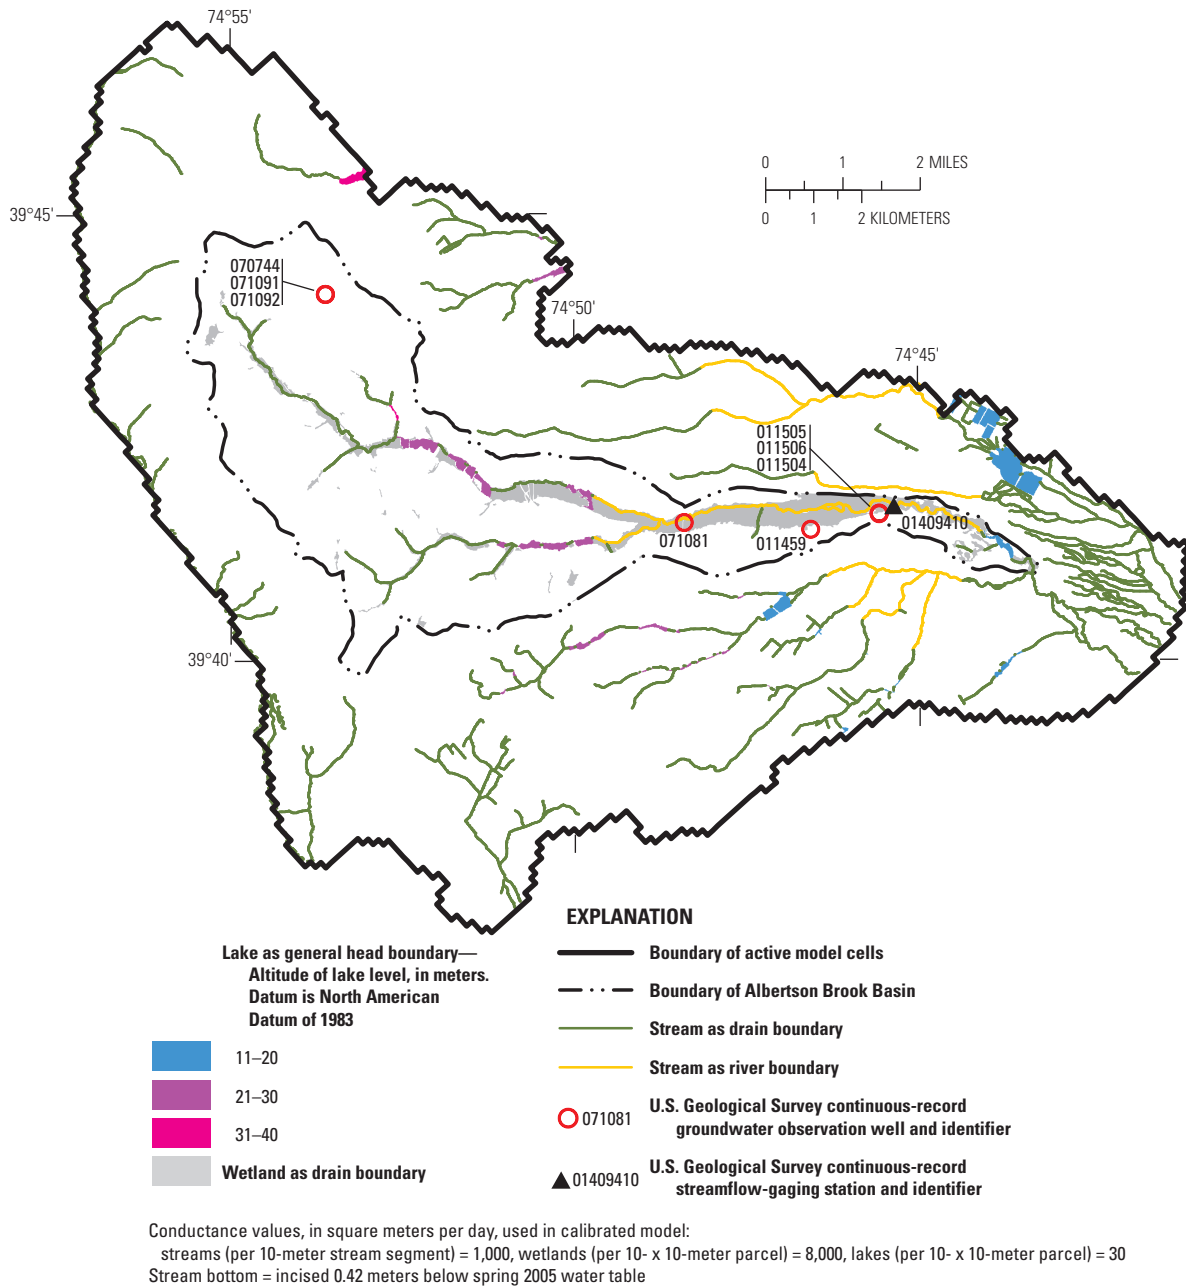 74°55'
0 1 2 MILES
0 1 2 KILOMETERS
39°45'
070744
071091
071092
74°50'
74°45'
011505
011506
011504
01409410
071081
011459
39°40'
EXPLANATION
Lake as general head boundary—
Altitude of lake level, in meters.
Datum is North American
Datum of 1983
11–20
21–30
31–40
Wetland as drain boundary
Boundary of active model cells
Boundary of Albertson Brook Basin
Stream as drain boundary
Stream as river boundary
071081
U.S. Geological Survey continuous-record
groundwater observation well and identifier
01409410
U.S. Geological Survey continuous-record
streamflow-gaging station and identifier
Conductance values, in square meters per day, used in calibrated model:
streams (per 10-meter stream segment) = 1,000, wetlands (per 10- x 10-meter parcel) = 8,000, lakes (per 10- x 10-meter parcel) = 30
Stream bottom = incised 0.42 meters below spring 2005 water table